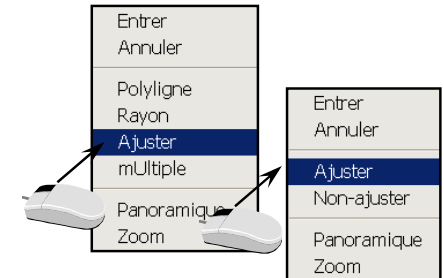 Entrer
Annuler
Polyligne
Rayon
Ajuster
mUltiple
Panoramique
Zoom
Entrer
Annuler
Ajuster
Non-ajuster
Panoramique
Zoom